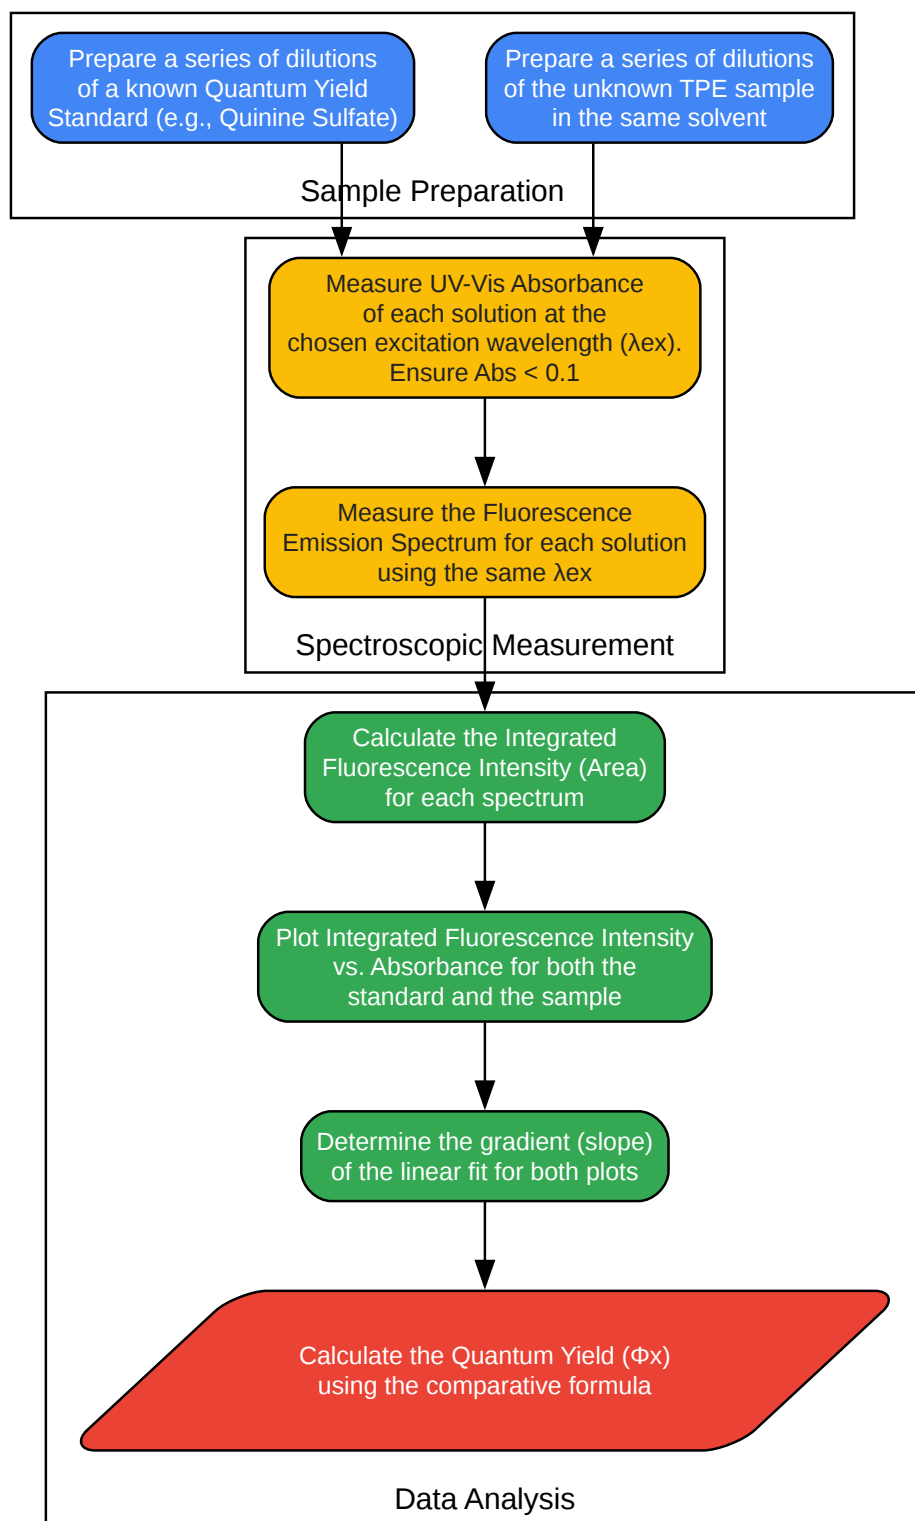 Prepare a series of dilutions
of a known Quantum Yield
Standard (e.g., Quinine Sulfate)
Prepare a series of dilutions
of the unknown TPE sample
in the same solvent
Sample Preparation
Measure UV-Vis Absorbance
of each solution at the
chosen excitation wavelength (λex).
Ensure Abs < 0.1
Measure the Fluorescence
Emission Spectrum for each solution
using the same λex
Spectroscopic Measurement
Calculate the Integrated
Fluorescence Intensity (Area)
for each spectrum
Plot Integrated Fluorescence Intensity
vs. Absorbance for both the
standard and the sample
Determine the gradient (slope)
of the linear fit for both plots
Calculate the Quantum Yield (Φx)
using the comparative formula
Data Analysis